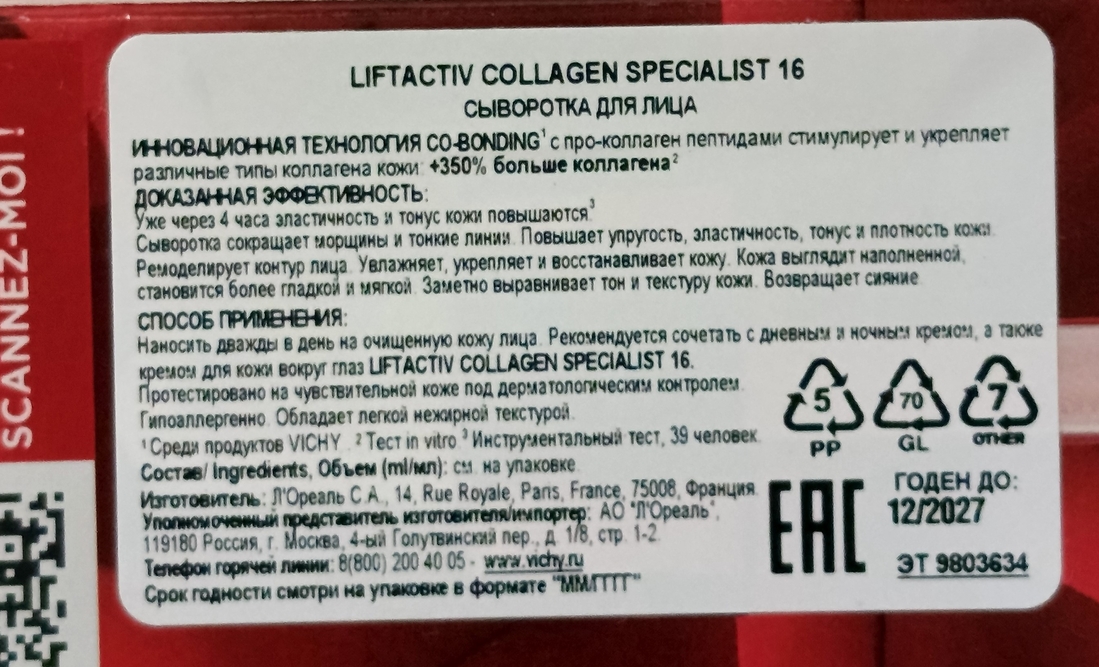 LIFTACTIV COLLAGEN SPECIALIST 16
СЫВОРОТКА ДЛЯ ЛИЦА
ИННОВАЦИОННАЯ ТЕХНОЛОГИЯ CO-BONDING¹ с про-коллаген пептидами стимулирует и укрепляет
различные типы коллагена кожи: +350% больше коллагена²
ДОКАЗАННАЯ ЭФФЕКТИВНОСТЬ:
Уже через 4 часа эластичность и тонус кожи повышаются³
Сыворотка сокращает морщины и тонкие линии. Повышает упругость, эластичность, тонус и плотность кожи.
Ремоделирует контур лица. Увлажняет, укрепляет и восстанавливает кожу. Кожа выглядит наполненной,
становится более гладкой и мягкой. Заметно выравнивает тон и текстуру кожи. Возвращает сияние.
СПОСОБ ПРИМЕНЕНИЯ:
Наносить дважды в день на очищенную кожу лица. Рекомендуется сочетать с дневным и ночным кремом, а также
кремом для кожи вокруг глаз LIFTACTIV COLLAGEN SPECIALIST 16.
Протестировано на чувствительной коже под дерматологическим контролем.
Гипоаллергенно. Обладает легкой нежирной текстурой.
¹ Среди продуктов VICHY. ² Тест in vitro ³ Инструментальный тест, 39 человек.
Состав/ Ingredients, Объем (ml/мл): см. на упаковке
Изготовитель: Л'Ореаль С.А., 14, Rue Royale, Paris, France, 75008, Франция.
Уполномоченный представитель изготовителя/импортер: АО "Л'Ореаль",
119180 Россия, г. Москва, 4-ый Голутвинский пер., д. 1/8, стр. 1-2.
Телефон горячей линии: 8(800) 200 40 05 - www.vichy.ru
Срок годности смотри на упаковке в формате "ММ/ГГГГ"
5
PP
70
GL
7
OTHER
EAC
ГОДЕН ДО:
12/2027
ЭТ 9803634
SCANNEZ-MOI !